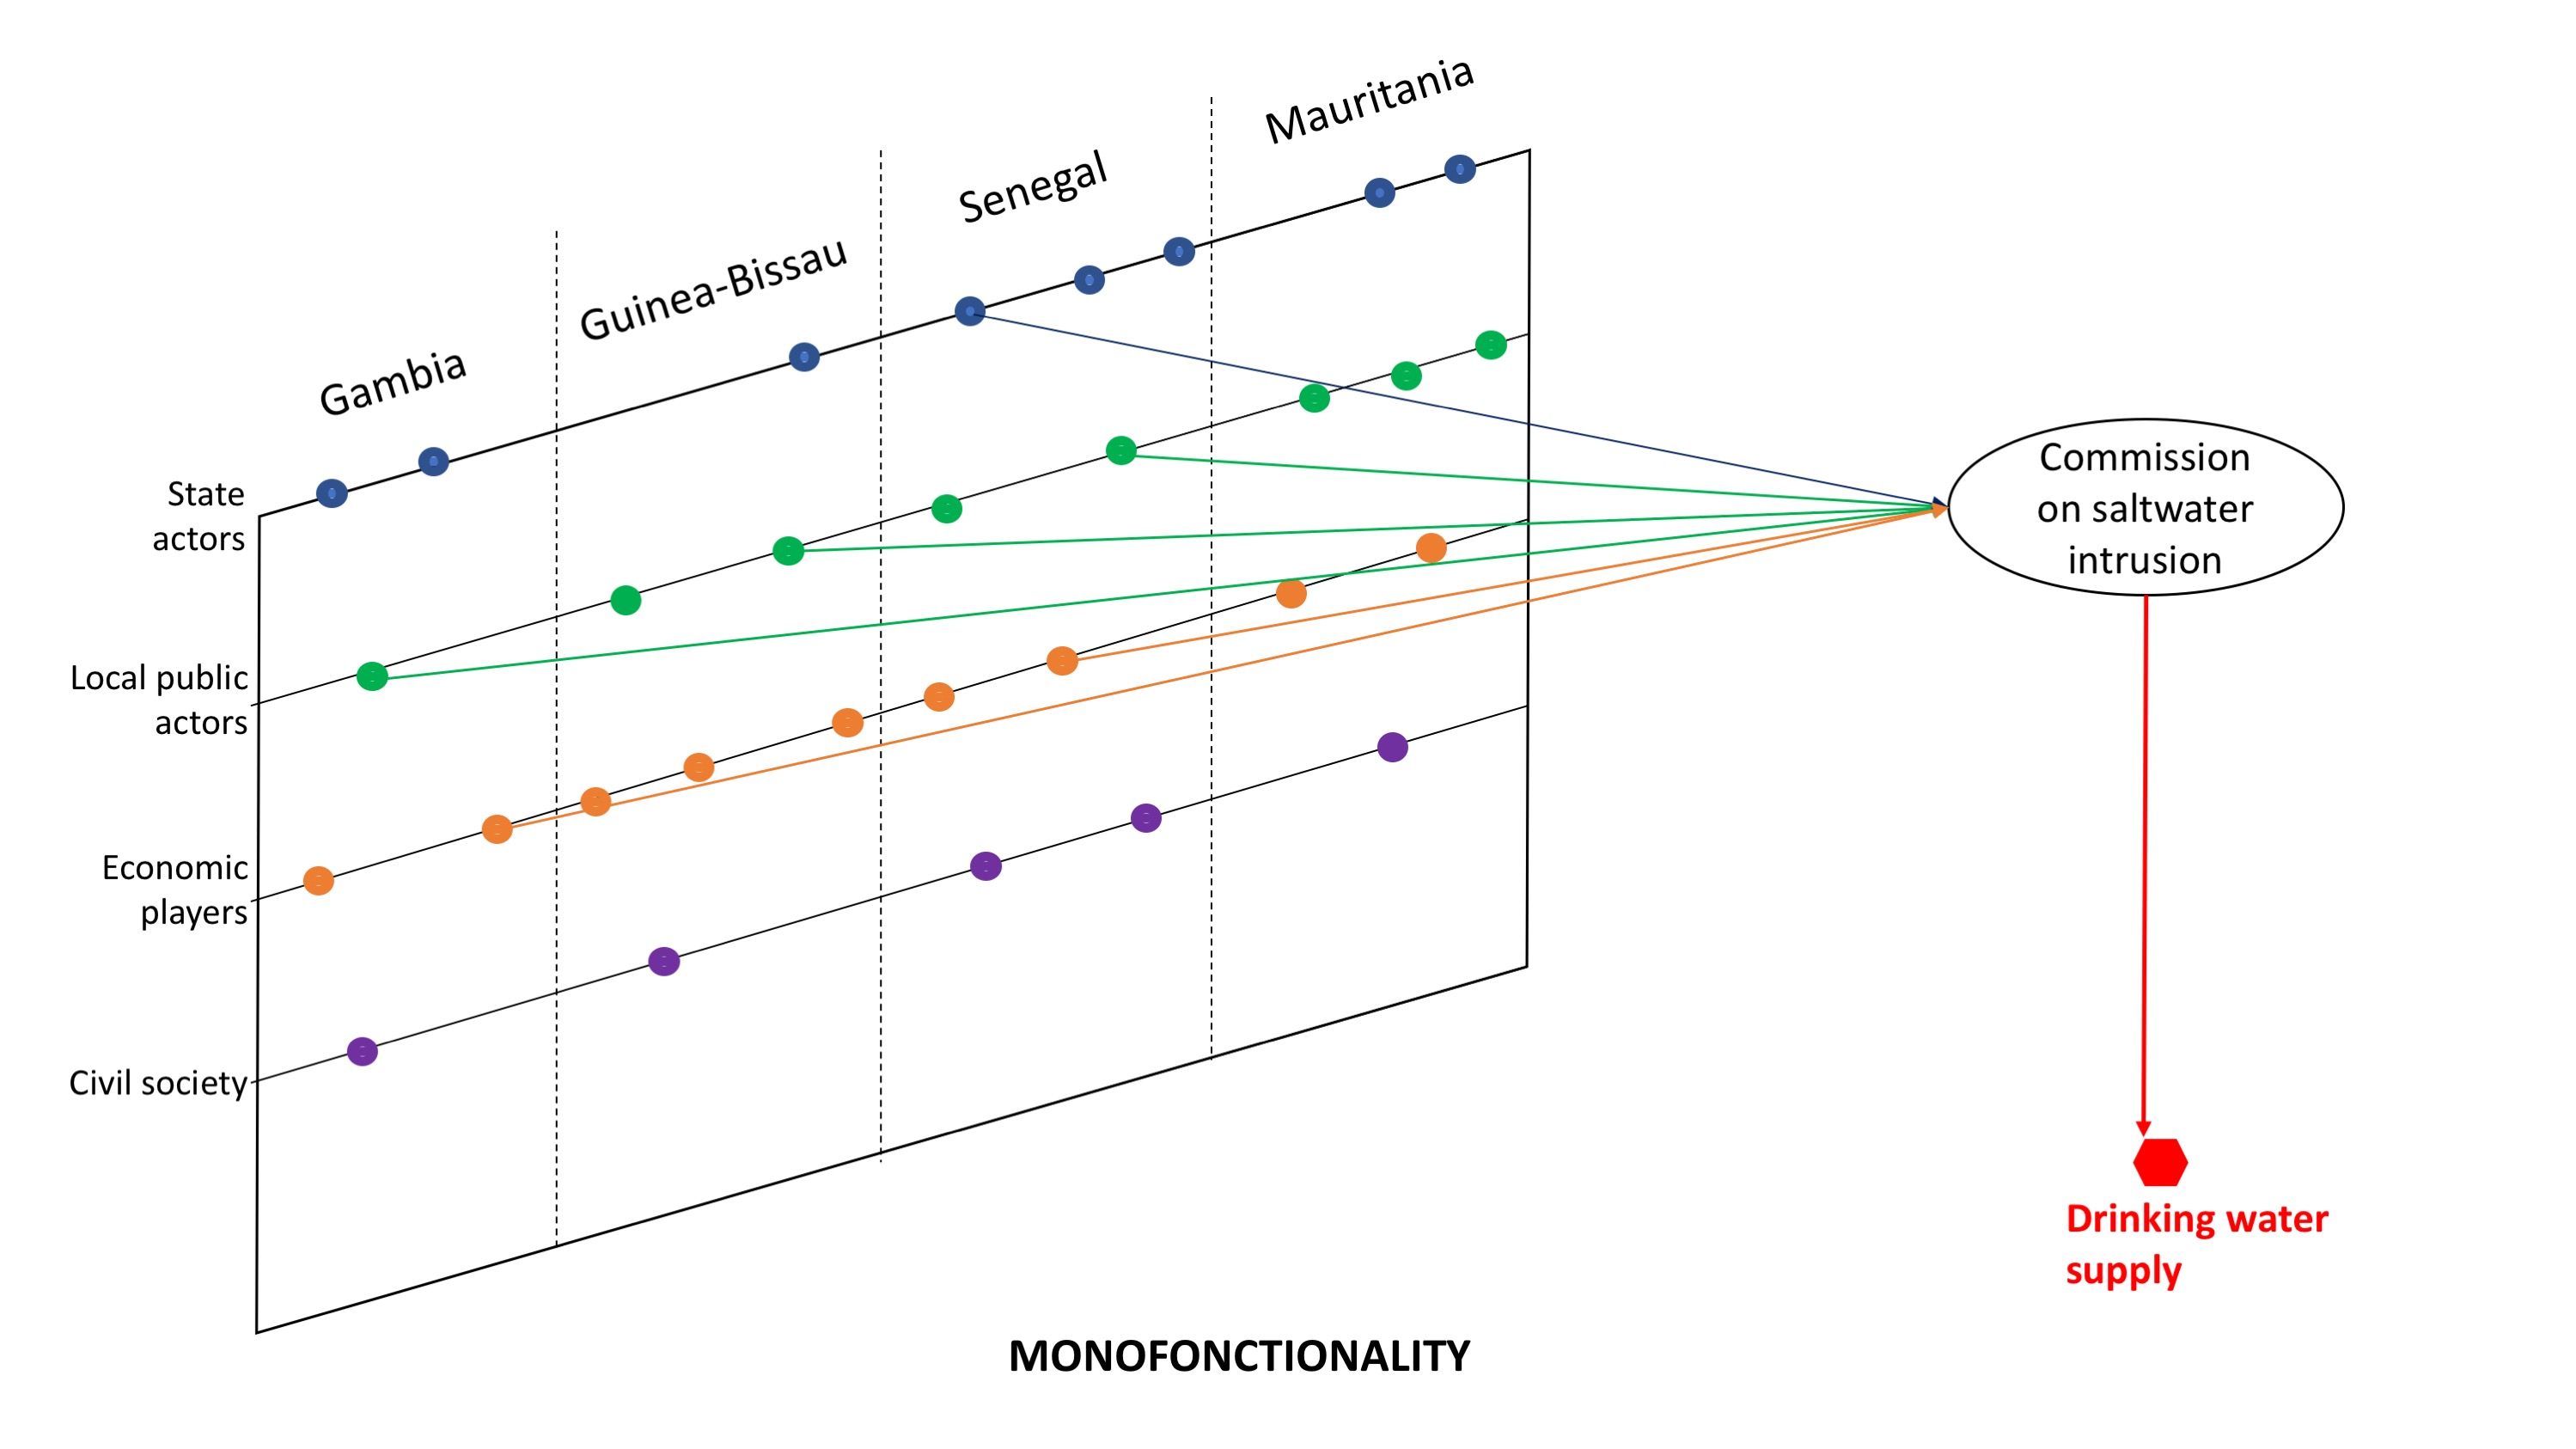 Mauritania
Senegal
Guinea-Bissau
Gambia
State
actors
Local public
actors
Economic
players
Civil society
Commission
on saltwater
intrusion
Drinking water
supply
MONOFONCTIONALITY